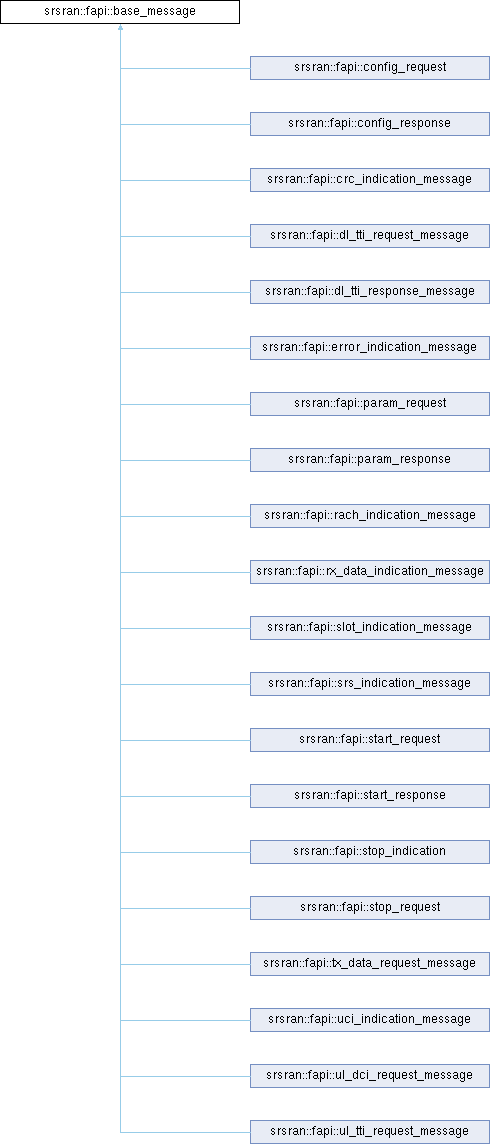 srsran::fapi::base_message
srsran::fapi::config_request
srsran::fapi::config_response
srsran::fapi::crc_indication_message
srsran::fapi::dl_tti_request_message
srsran::fapi::dl_tti_response_message
srsran::fapi::error_indication_message
srsran::fapi::param_request
srsran::fapi::param_response
srsran::fapi::rach_indication_message
srsran::fapi::rx_data_indication_message
srsran::fapi::slot_indication_message
srsran::fapi::srs_indication_message
srsran::fapi::start_request
srsran::fapi::start_response
srsran::fapi::stop_indication
srsran::fapi::stop_request
srsran::fapi::tx_data_request_message
srsran::fapi::uci_indication_message
srsran::fapi::ul_dci_request_message
srsran::fapi::ul_tti_request_message